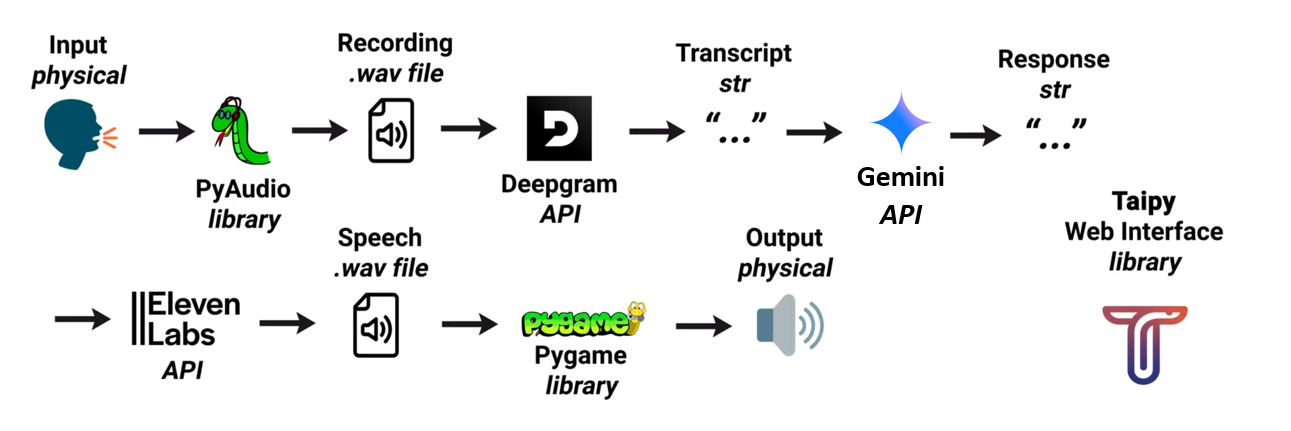 Input
physical
PyAudio
library
Recording
.wav file
Deepgram
API
Transcript
str
“...”
Gemini
API
Response
str
“...”
Taipy
Web Interface
library
||Eleven
Labs
API
Speech
.wav file
pygame
Pygame
library
Output
physical